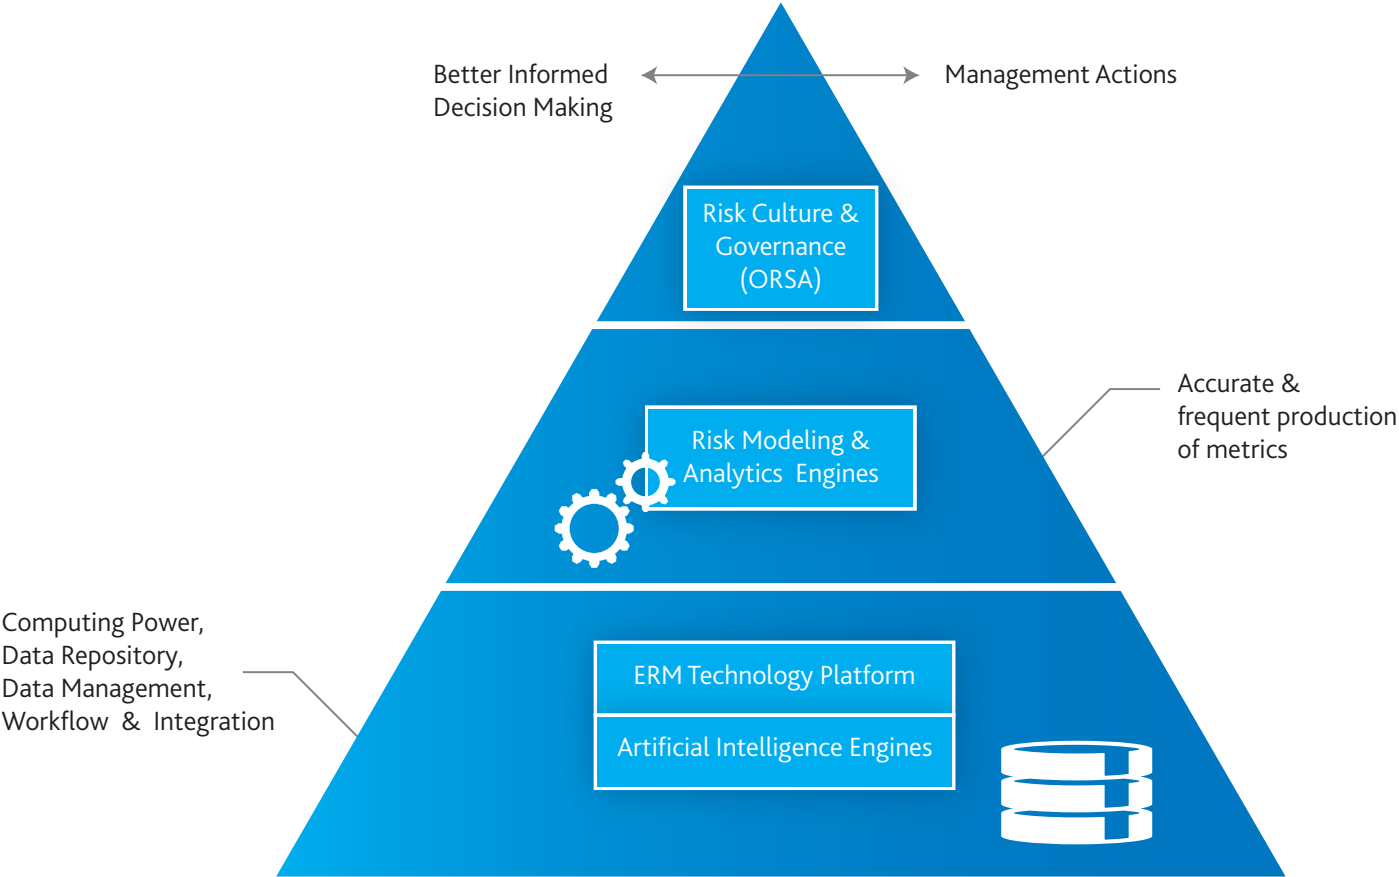 Better Informed
Decision Making
Management Actions
Risk Culture &
Governance
(ORSA)
Accurate &
frequent production
of metrics
Risk Modeling &
Analytics Engines
Computing Power,
Data Repository,
Data Management,
Workflow & Integration
ERM Technology Platform
Artificial Intelligence Engines